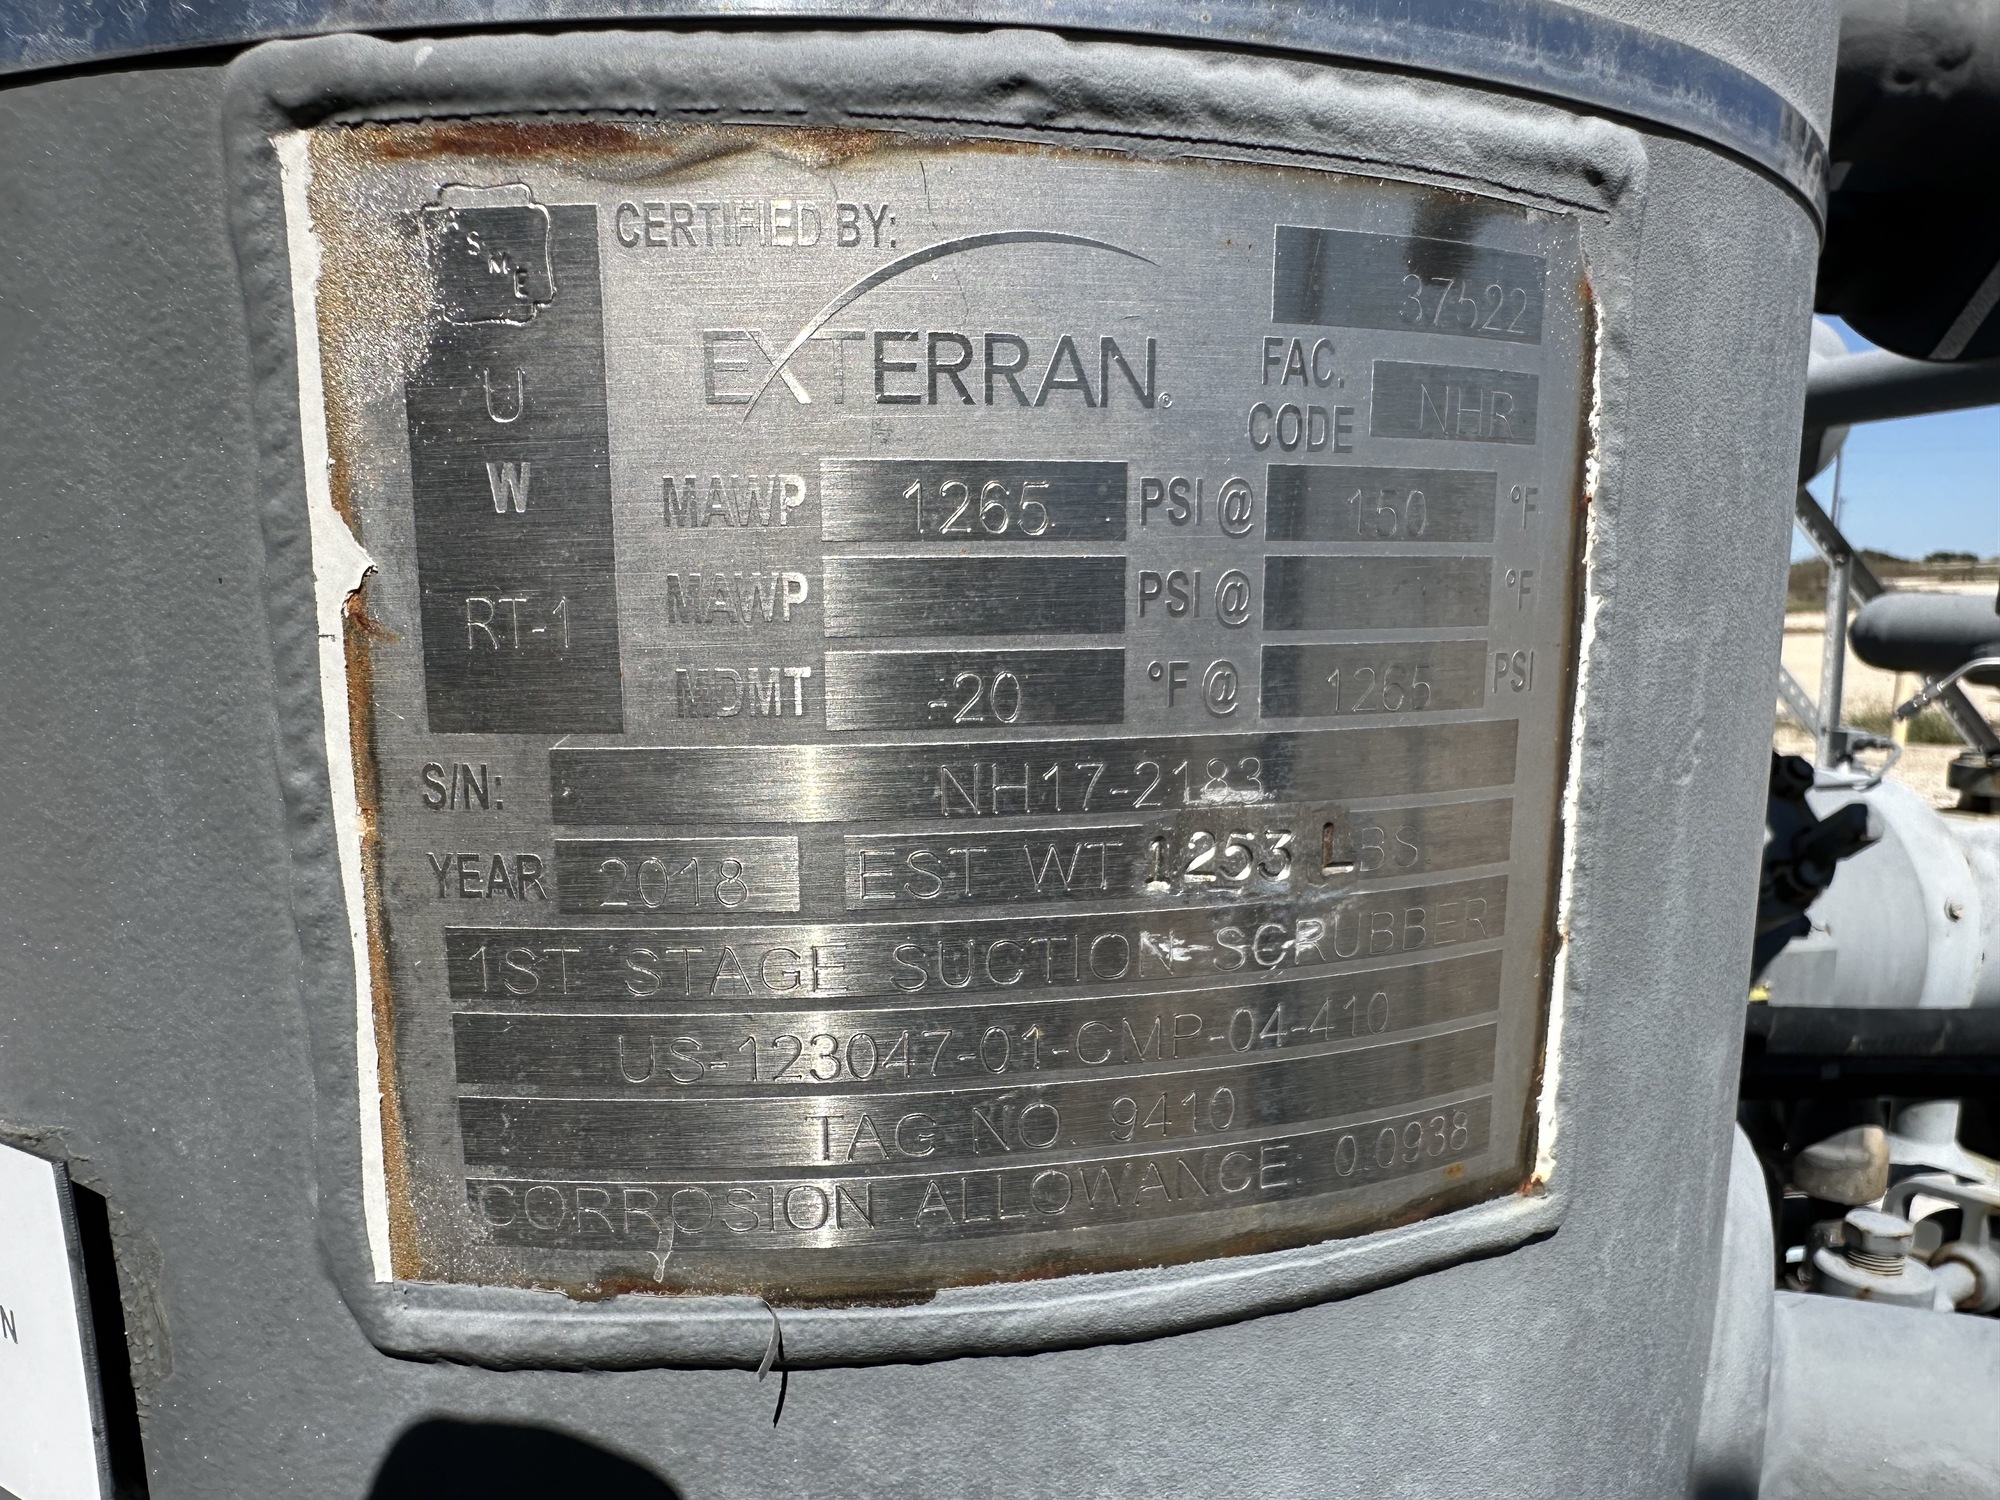 ASME
U
W
RT-1
CERTIFIED BY:
EXTERRAN®
37522
FAC. CODE NHR
MAWP 1265 PSI @ 150 °F
MAWP PSI @ °F
MDMT -20 °F @ 1265 PSI
S/N: NH17-2183
YEAR 2018 EST WT 1253 LBS
1ST STAGE SUCTION SCRUBBER
US-123047-01-CMP-04-410
TAG NO. 9410
CORROSION ALLOWANCE: 0.0938
N